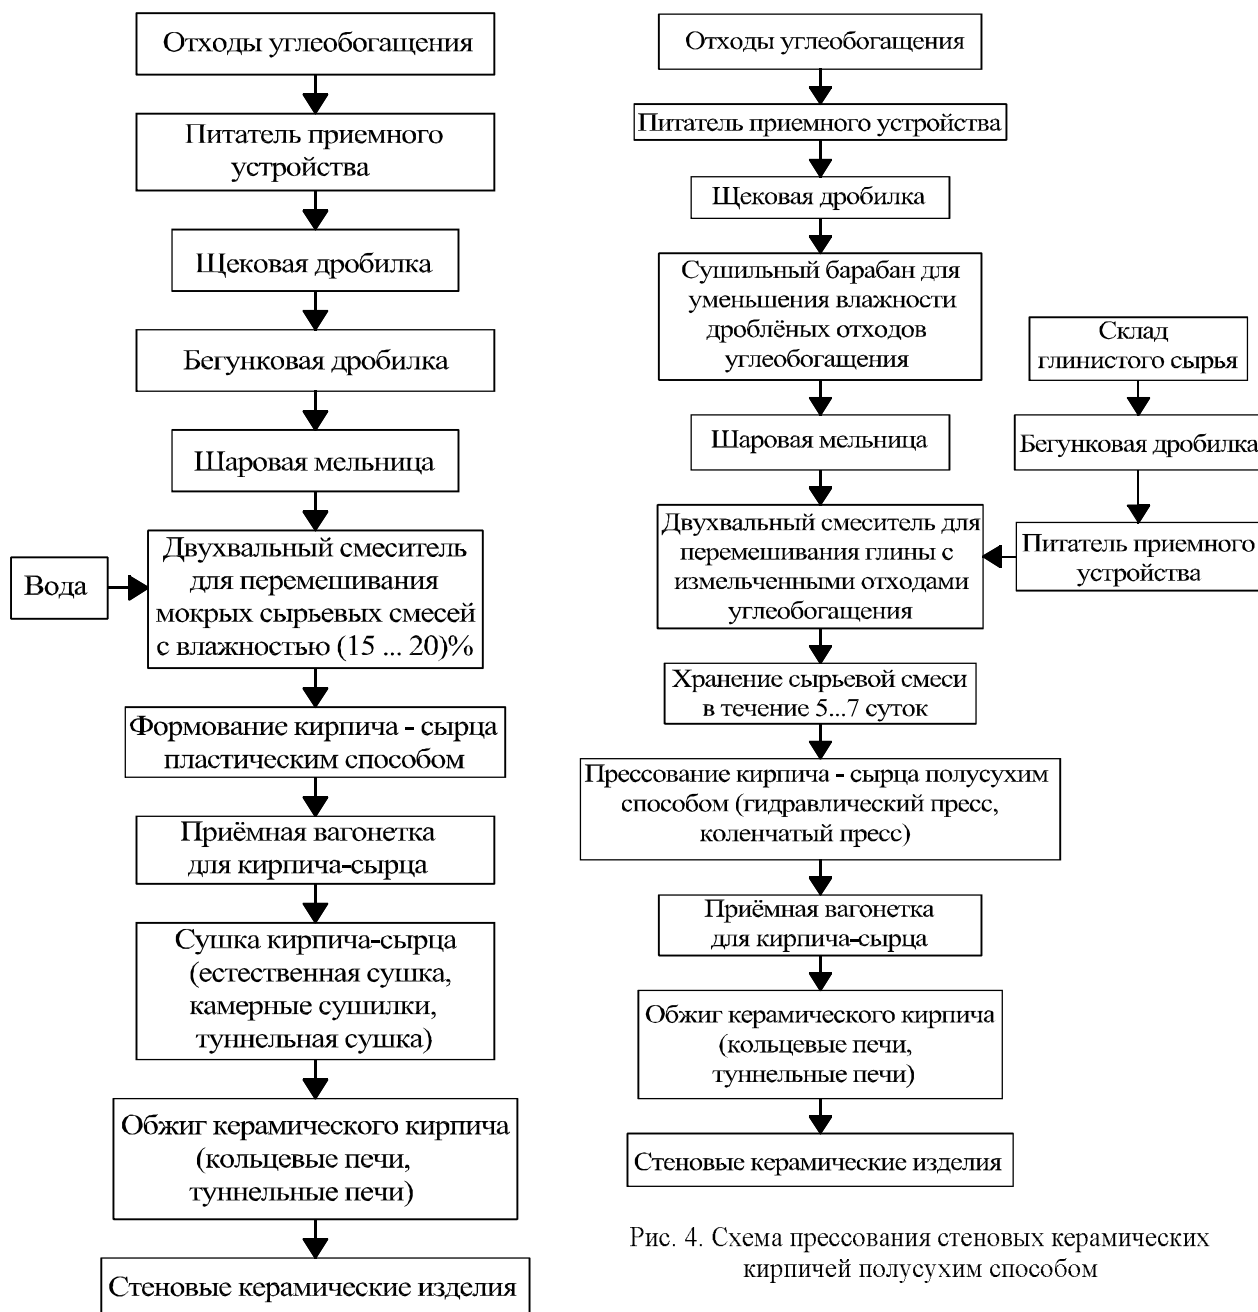 Отходы углеобогащения
Питатель приемного
устройства
Щековая дробилка
Бегунковая дробилка
Шаровая мельница
Вода
Двухвальный смеситель
для перемешивания
мокрых сырьевых смесей
с влажностью (15 ... 20)%
Формование кирпича - сырца
пластическим способом
Приёмная вагонетка
для кирпича-сырца
Сушка кирпича-сырца
(естественная сушка,
камерные сушилки,
туннельная сушка)
Обжиг керамического кирпича
(кольцевые печи,
туннельные печи)
Стеновые керамические изделия
Отходы углеобогащения
Питатель приемного устройства
Щековая дробилка
Сушильный барабан для
уменьшения влажности
дроблёных отходов
углеобогащения
Шаровая мельница
Склад
глинистого сырья
Бегунковая дробилка
Питатель приемного
устройства
Двухвальный смеситель для
перемешивания глины с
измельченными отходами
углеобогащения
Хранение сырьевой смеси
в течение 5...7 суток
Прессование кирпича - сырца полусухим
способом (гидравлический пресс,
коленчатый пресс)
Приёмная вагонетка
для кирпича-сырца
Обжиг керамического кирпича
(кольцевые печи,
туннельные печи)
Стеновые керамические изделия
Рис. 4. Схема прессования стеновых керамических
кирпичей полусухим способом